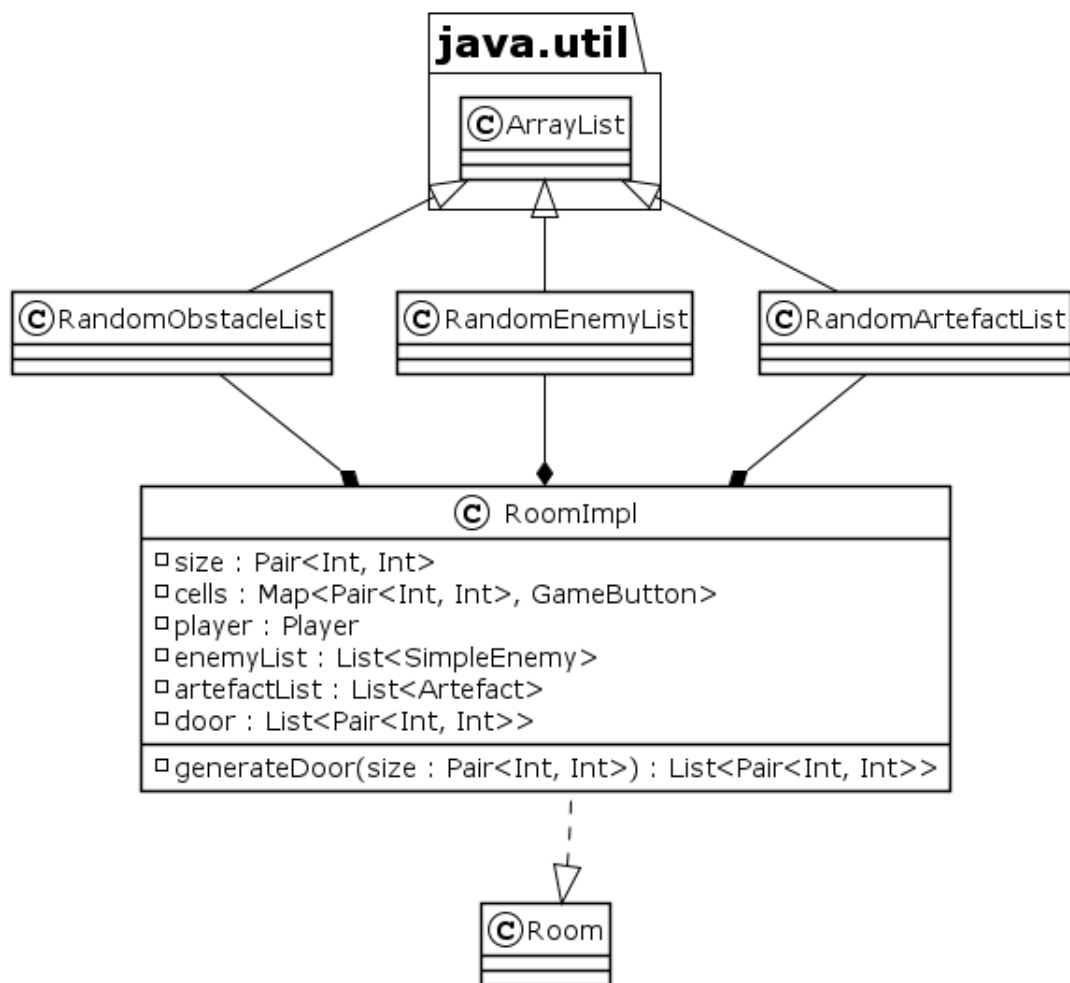 java.util
C ArrayList
C RandomObstacleList
C RandomEnemyList
C RandomArtefactList
C RoomImpl
size : Pair<Int, Int>
cells : Map<Pair<Int, Int>, GameButton>
player : Player
enemyList : List<SimpleEnemy>
artefactList : List<Artefact>
door : List<Pair<Int, Int>>
generateDoor(size : Pair<Int, Int>) : List<Pair<Int, Int>>
C Room